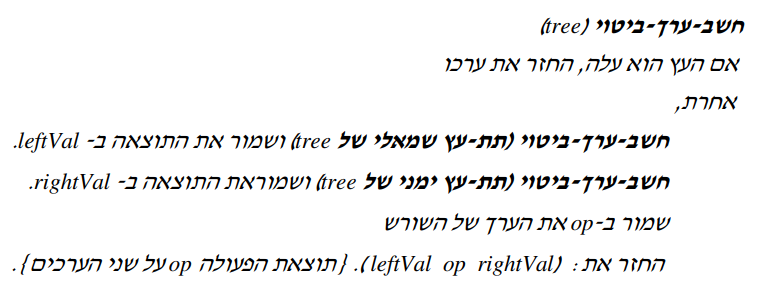 חשב-ערך-ביטוי (tree)
אם העץ הוא עלה, החזר את ערכו
אחרת,
חשב-ערך-ביטוי (תת-עץ שמאלי של tree) ושמור את התוצאה ב- leftVal.
חשב-ערך-ביטוי (תת-עץ ימני של tree) ושמוראת התוצאה ב- rightVal.
שמור ב-op את הערך של השורש
החזר את: (leftVal op rightVal). {תוצאת הפעולה op על שני הערכים}.